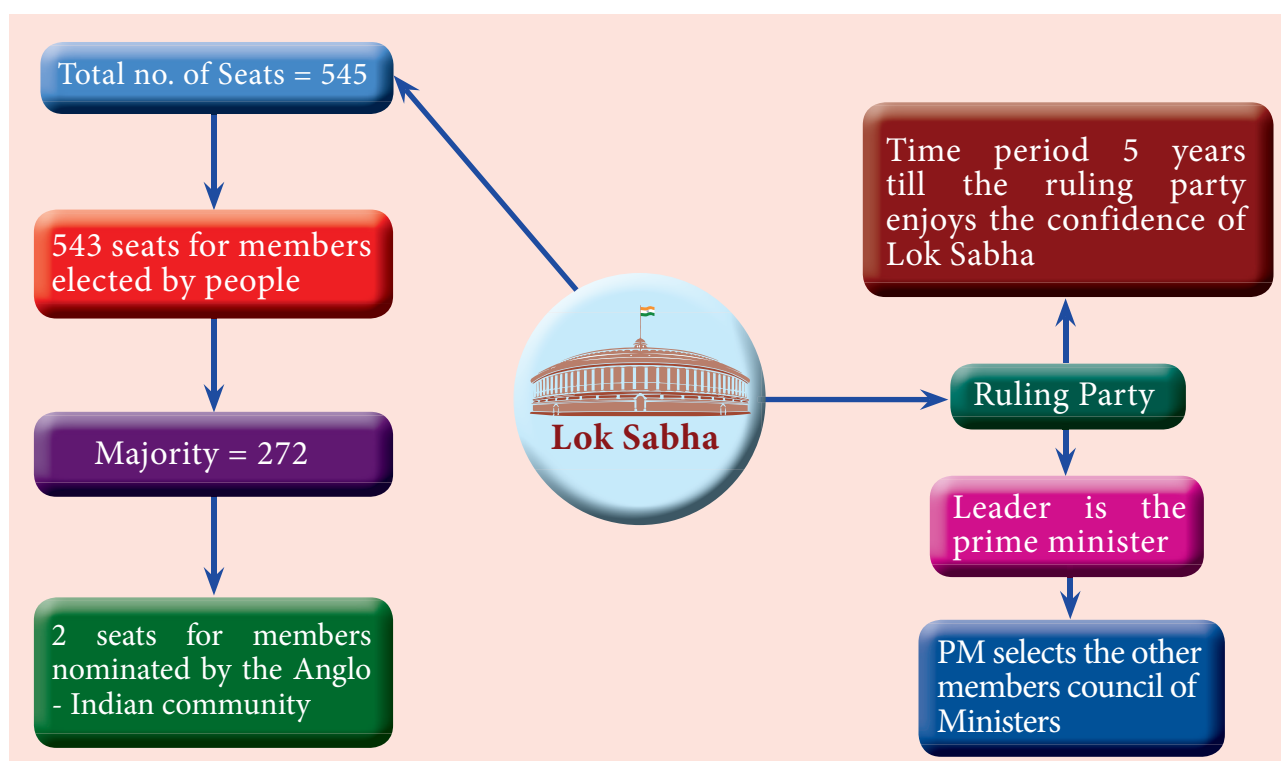 Total no. of Seats = 545
543 seats for members
elected by people
Majority = 272
2 seats for members
nominated by the Anglo
- Indian community
Lok Sabha
Time period 5 years
till the ruling party
enjoys the confidence of
Lok Sabha
Ruling Party
Leader is the
prime minister
PM selects the other
members council of
Ministers